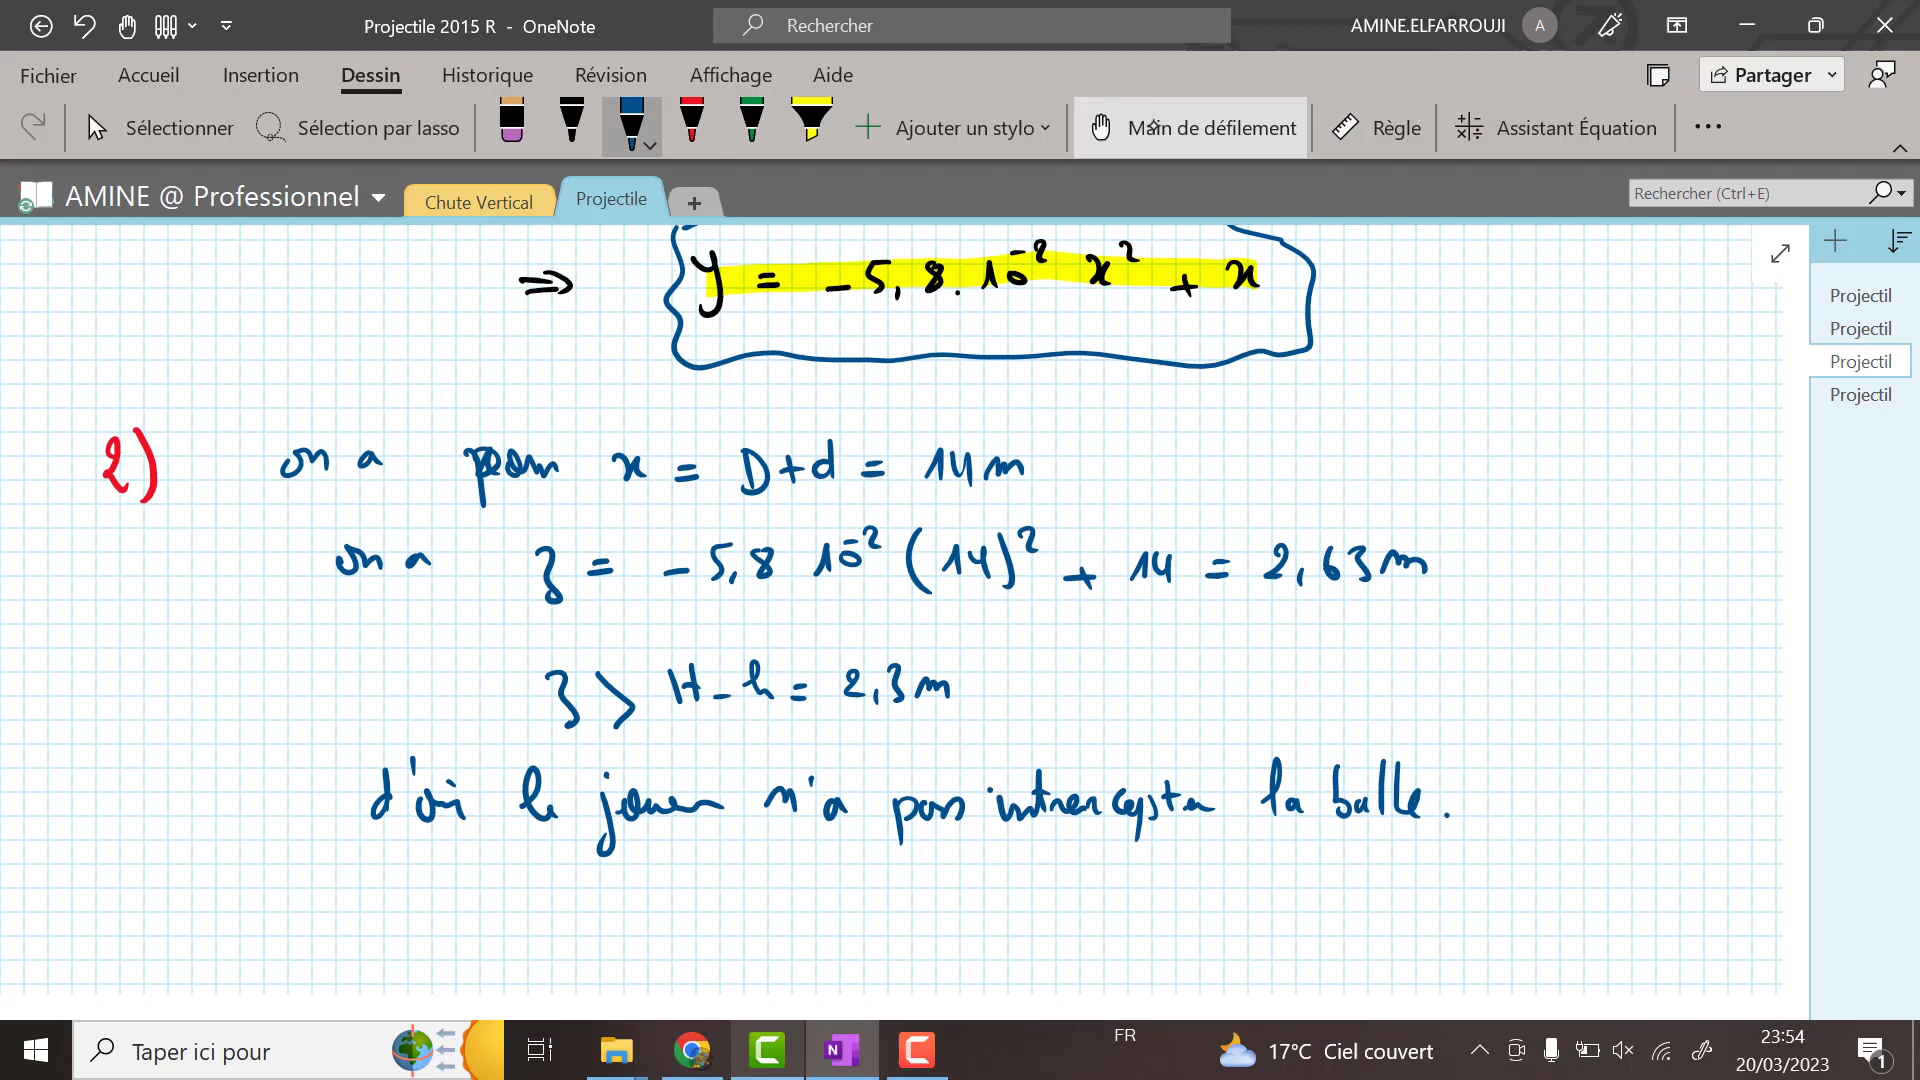 Projectile 2015 R - OneNote
Rechercher
AMINE.ELFARROUJI
A
Fichier
Accueil
Insertion
Dessin
Historique
Révision
Affichage
Aide
Partager
Sélectionner
Sélection par lasso
Ajouter un stylo
Main de défilement
Règle
Assistant Équation
AMINE @ Professionnel
Chute Vertical
Projectile
Rechercher (Ctrl+E)
Projectil
Projectil
Projectil
Projectil
⇒ y = -5,8.10⁻² x² + x
2) on a pour x = D+d = 14m
on a z = -5,8 10⁻² (14)² + 14 = 2,63m
z > H-h = 2,3m
d'où le joueur n'a pas intercepter la balle.
Taper ici pour
FR
17°C Ciel couvert
23:54
20/03/2023
1